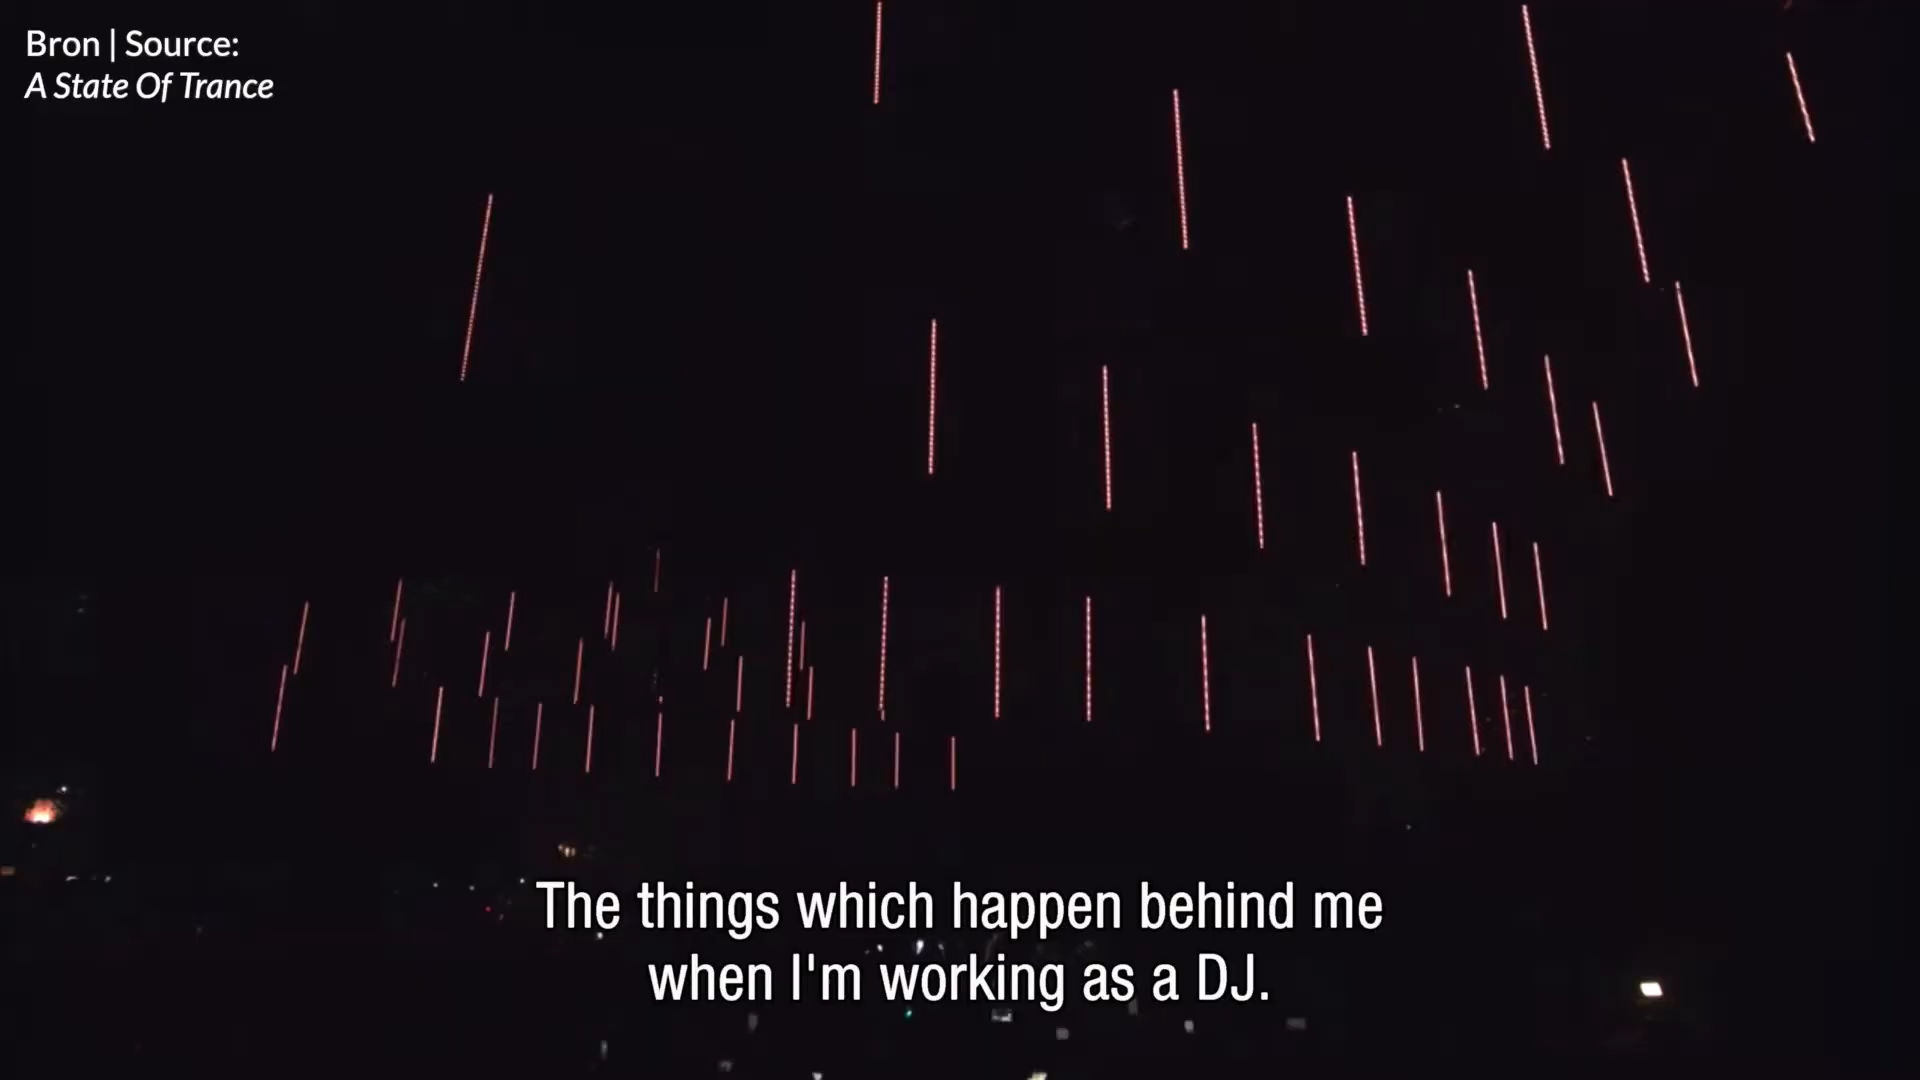 Bron | Source:
A State Of Trance
The things which happen behind me
when I'm working as a DJ.